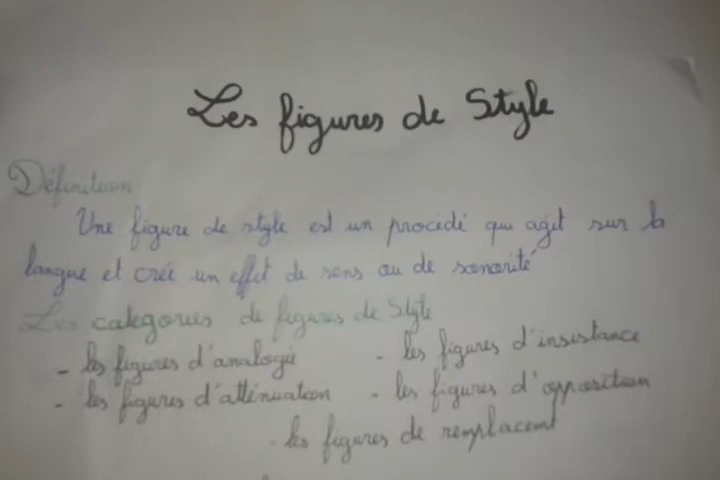 Les figures de Style
Définition
Une figure de style est un procédé qui agit sur la
langue et crée un effet de sens ou de sonorité
Les categories de figures de Style
- les figures d'analogie - les figures d'insistance
- les figures d'atténuation - les figures d'opposition
- les figures de remplacemt